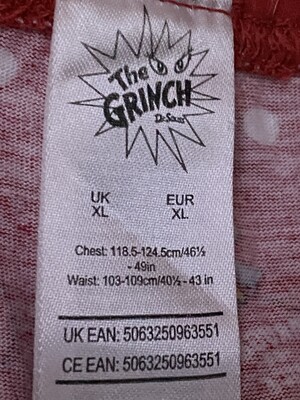 The
GRINCH
Dr. Seuss
UK EUR
XL XL
Chest: 118.5-124.5cm/46½
- 49in
Waist: 103-109cm/40½ - 43 in
UK EAN: 5063250963551
CE EAN: 5063250963551